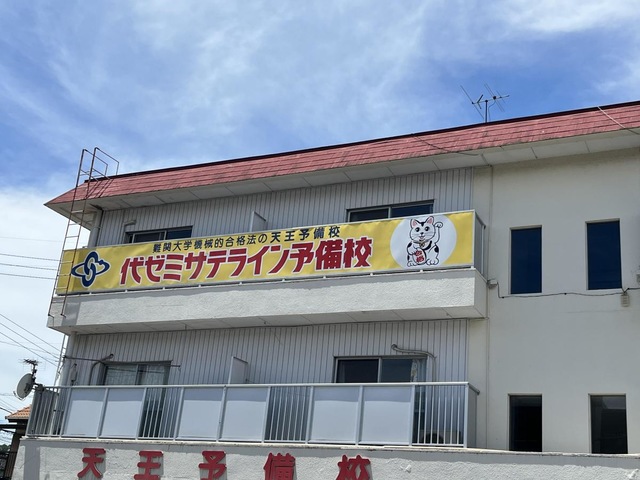 難関大学機械的合格法の天王予備校
代ゼミサテライン予備校
天王予備校